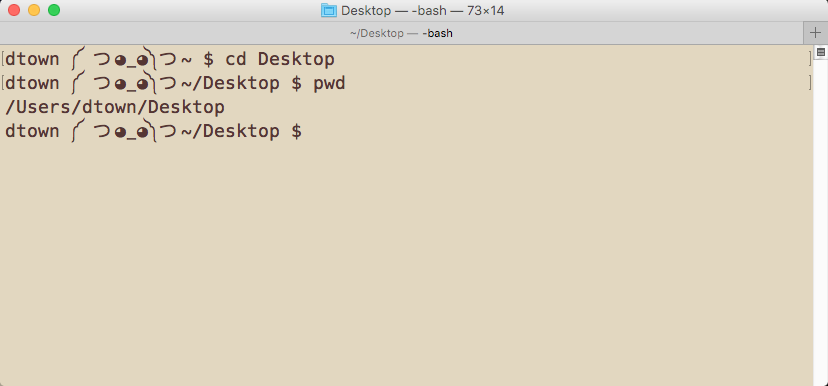 Desktop — -bash — 73×14
~/Desktop — -bash
dtown ༼ つ ◕_◕༽つ ~ $ cd Desktop
dtown ༼ つ ◕_◕༽つ ~/Desktop $ pwd
/Users/dtown/Desktop
dtown ༼ つ ◕_◕༽つ ~/Desktop $